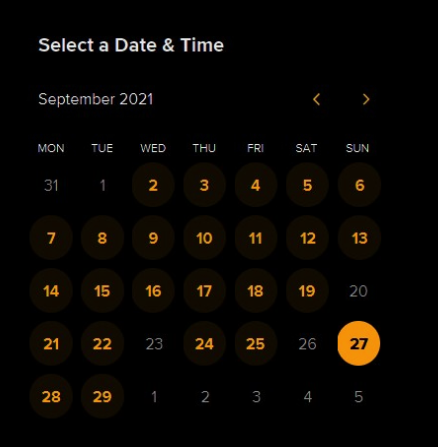 Select a Date & Time
September 2021
MON TUE WED THU FRI SAT SUN
31 1 2 3 4 5 6
7 8 9 10 11 12 13
14 15 16 17 18 19 20
21 22 23 24 25 26 27
28 29 1 2 3 4 5